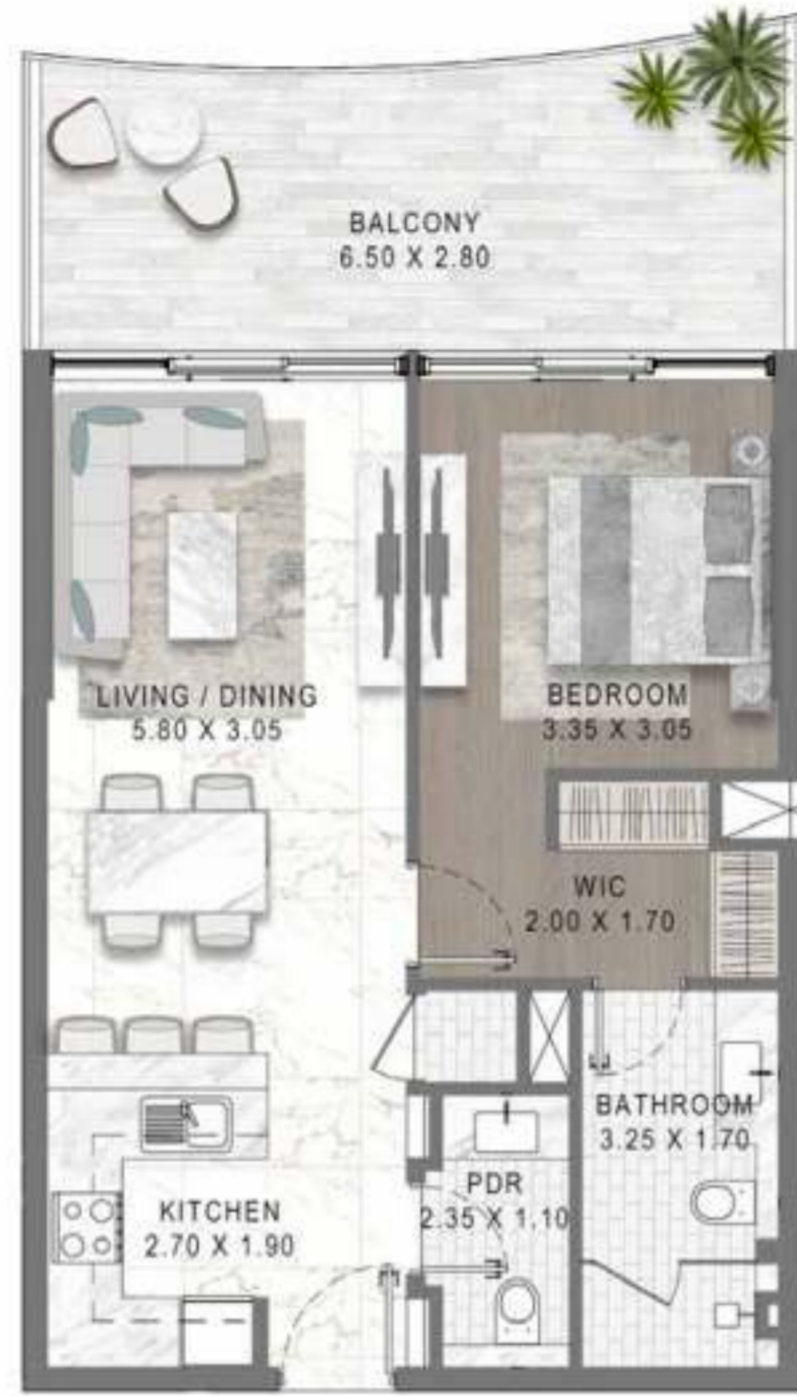 BALCONY
6.50 X 2.80
LIVING / DINING
5.80 X 3.05
BEDROOM
3.35 X 3.05
WIC
2.00 X 1.70
BATHROOM
3.25 X 1.70
PDR
2.35 X 1.10
KITCHEN
2.70 X 1.90